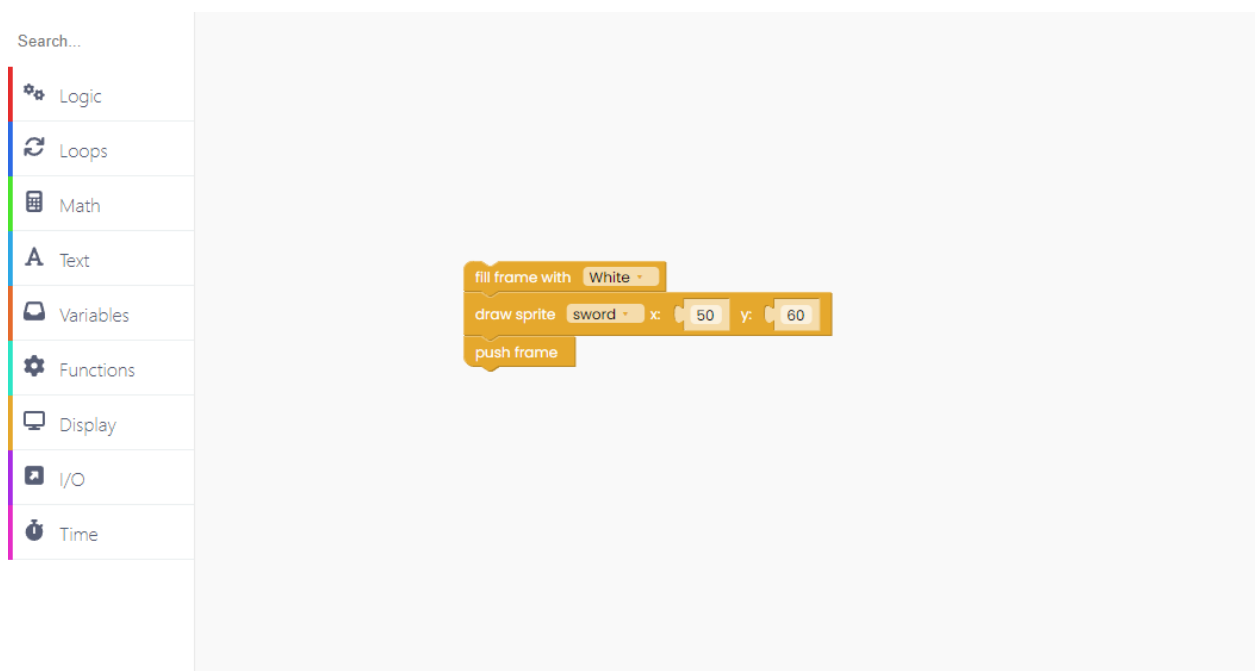 Search...
Logic
Loops
Math
Text
Variables
Functions
Display
I/O
Time
fill frame with White
draw sprite sword x: 50 y: 60
push frame